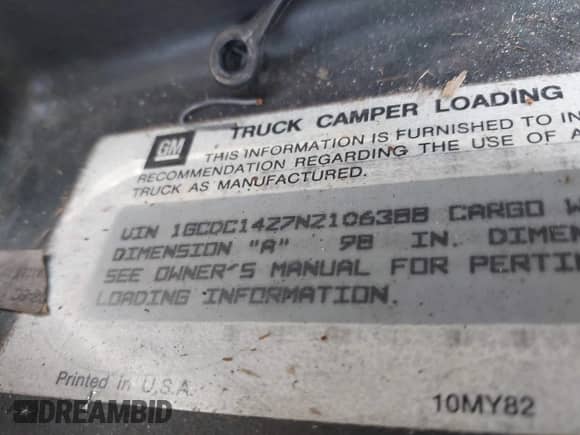 GM
TRUCK CAMPER LOADING
THIS INFORMATION IS FURNISHED TO IN
RECOMMENDATION REGARDING THE USE OF A
TRUCK AS MANUFACTURED.
VIN 1GCDC14Z7NZ106388 CARGO W
DIMENSION "A" 98 IN. DIMEN
SEE OWNER'S MANUAL FOR PERTI
LOADING INFORMATION.
Printed in U.S.A.
10MY82
DREAMBID